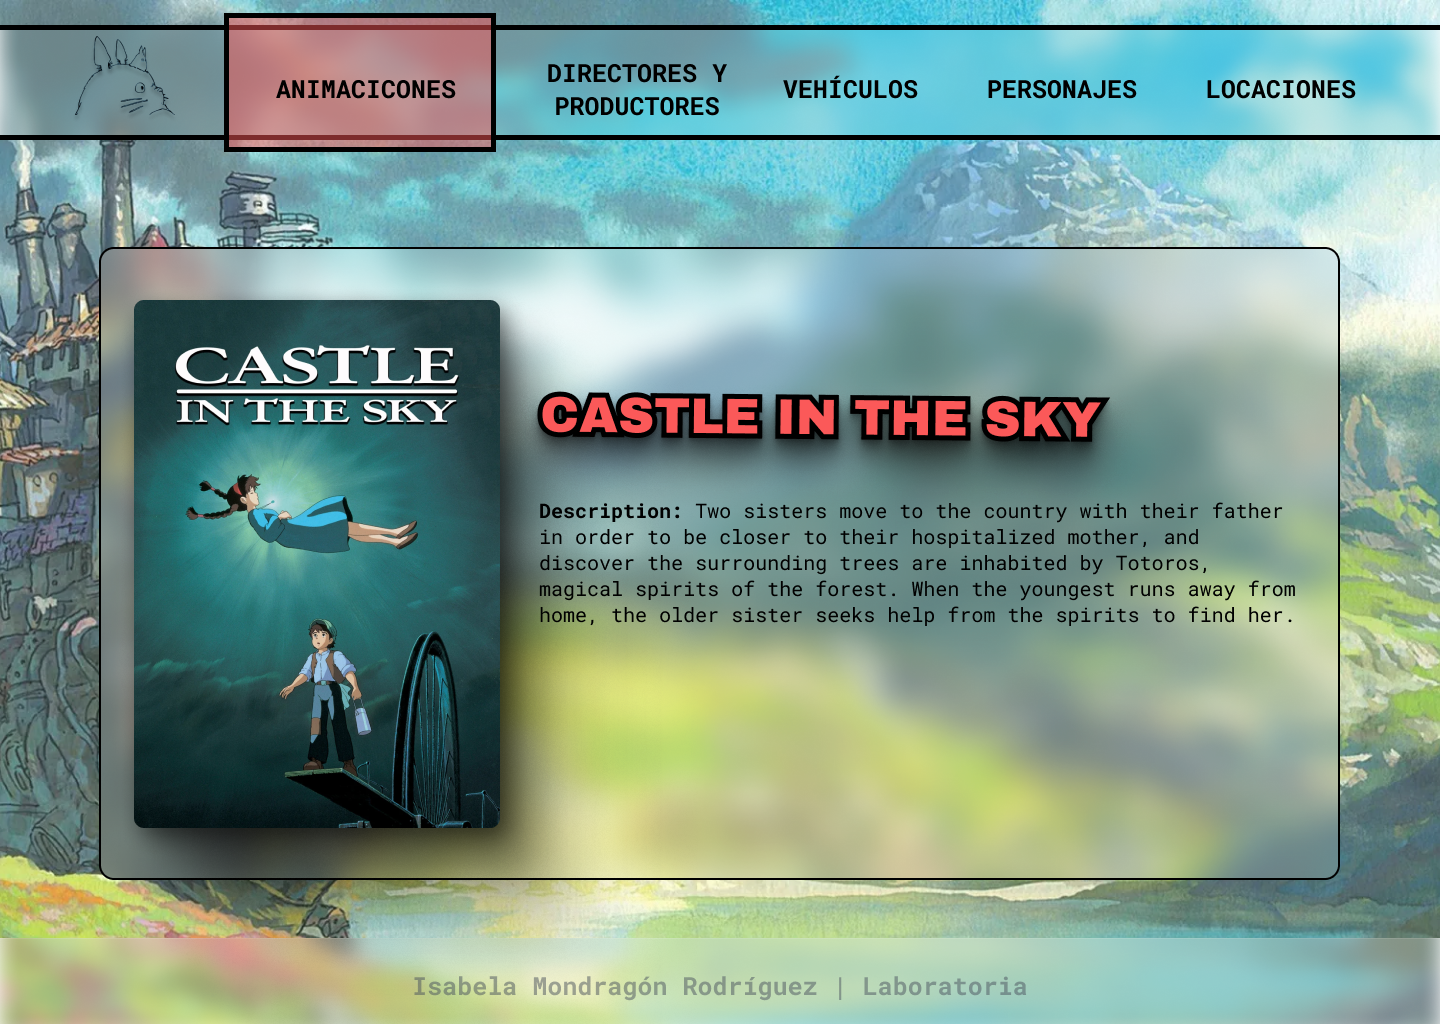 ANIMACICONES
DIRECTORES Y
PRODUCTORES
VEHÍCULOS
PERSONAJES
LOCACIONES
CASTLE
IN THE SKY
CASTLE IN THE SKY
Description: Two sisters move to the country with their father
in order to be closer to their hospitalized mother, and
discover the surrounding trees are inhabited by Totoros,
magical spirits of the forest. When the youngest runs away from
home, the older sister seeks help from the spirits to find her.
Isabela Mondragón Rodríguez | Laboratoria